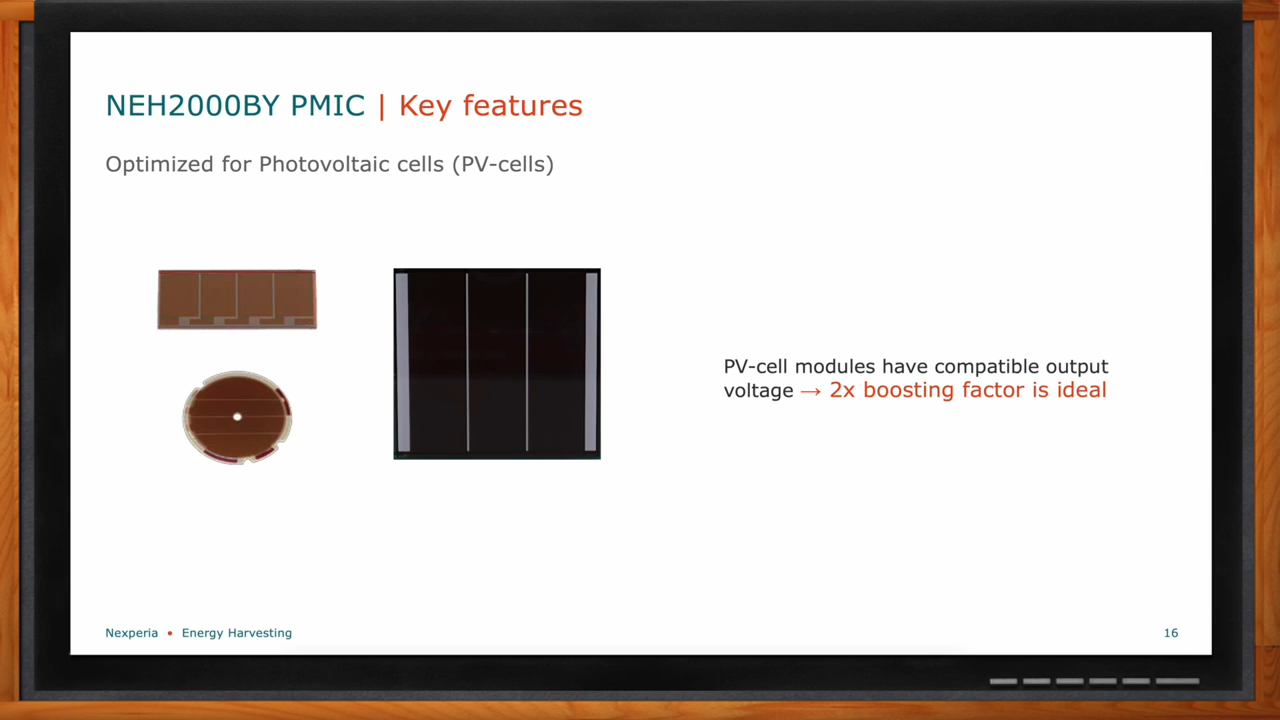 NEH2000BY PMIC | Key features
Optimized for Photovoltaic cells (PV-cells)
PV-cell modules have compatible output
voltage → 2x boosting factor is ideal
Nexperia • Energy Harvesting
16